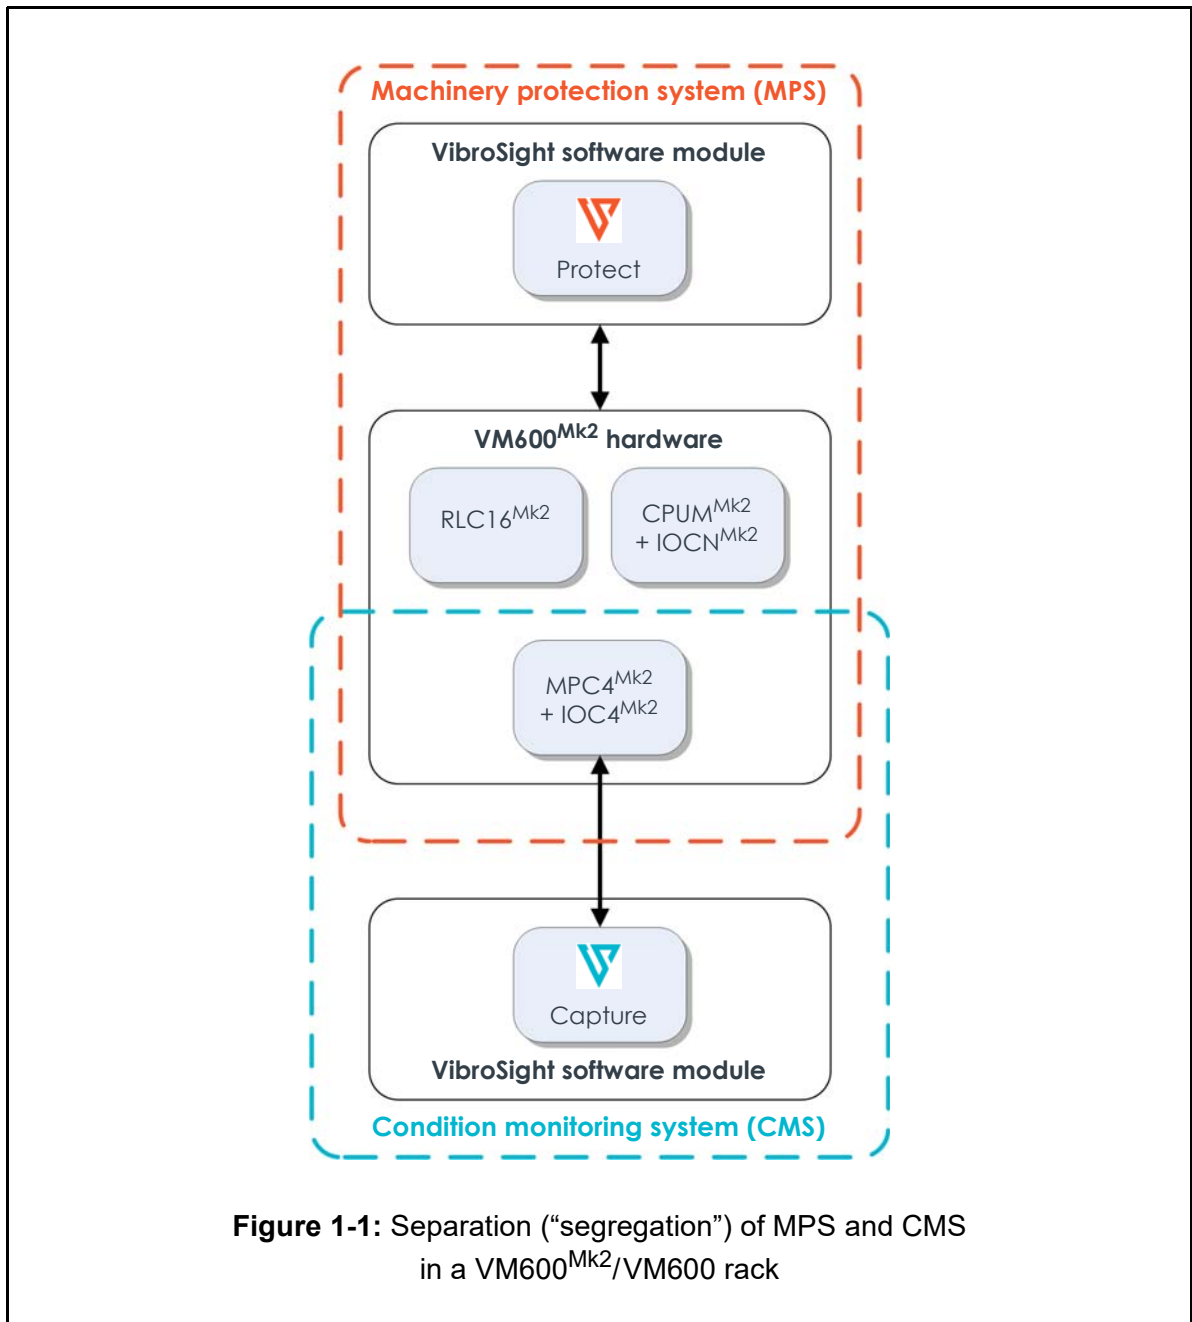 Machinery protection system (MPS)
VibroSight software module
Protect
VM600Mk2 hardware
RLC16Mk2
CPUMMk2
+ IOCNMk2
MPC4Mk2
+ IOC4Mk2
Capture
VibroSight software module
Condition monitoring system (CMS)
Figure 1-1: Separation (“segregation”) of MPS and CMS
in a VM600Mk2/VM600 rack